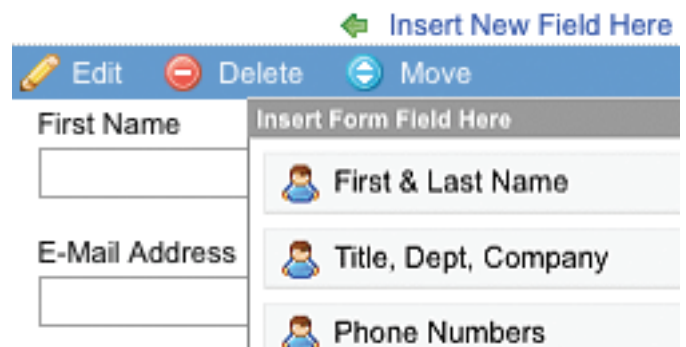 Insert New Field Here
Edit Delete Move
First Name
Insert Form Field Here
First & Last Name
E-Mail Address
Title, Dept, Company
Phone Numbers